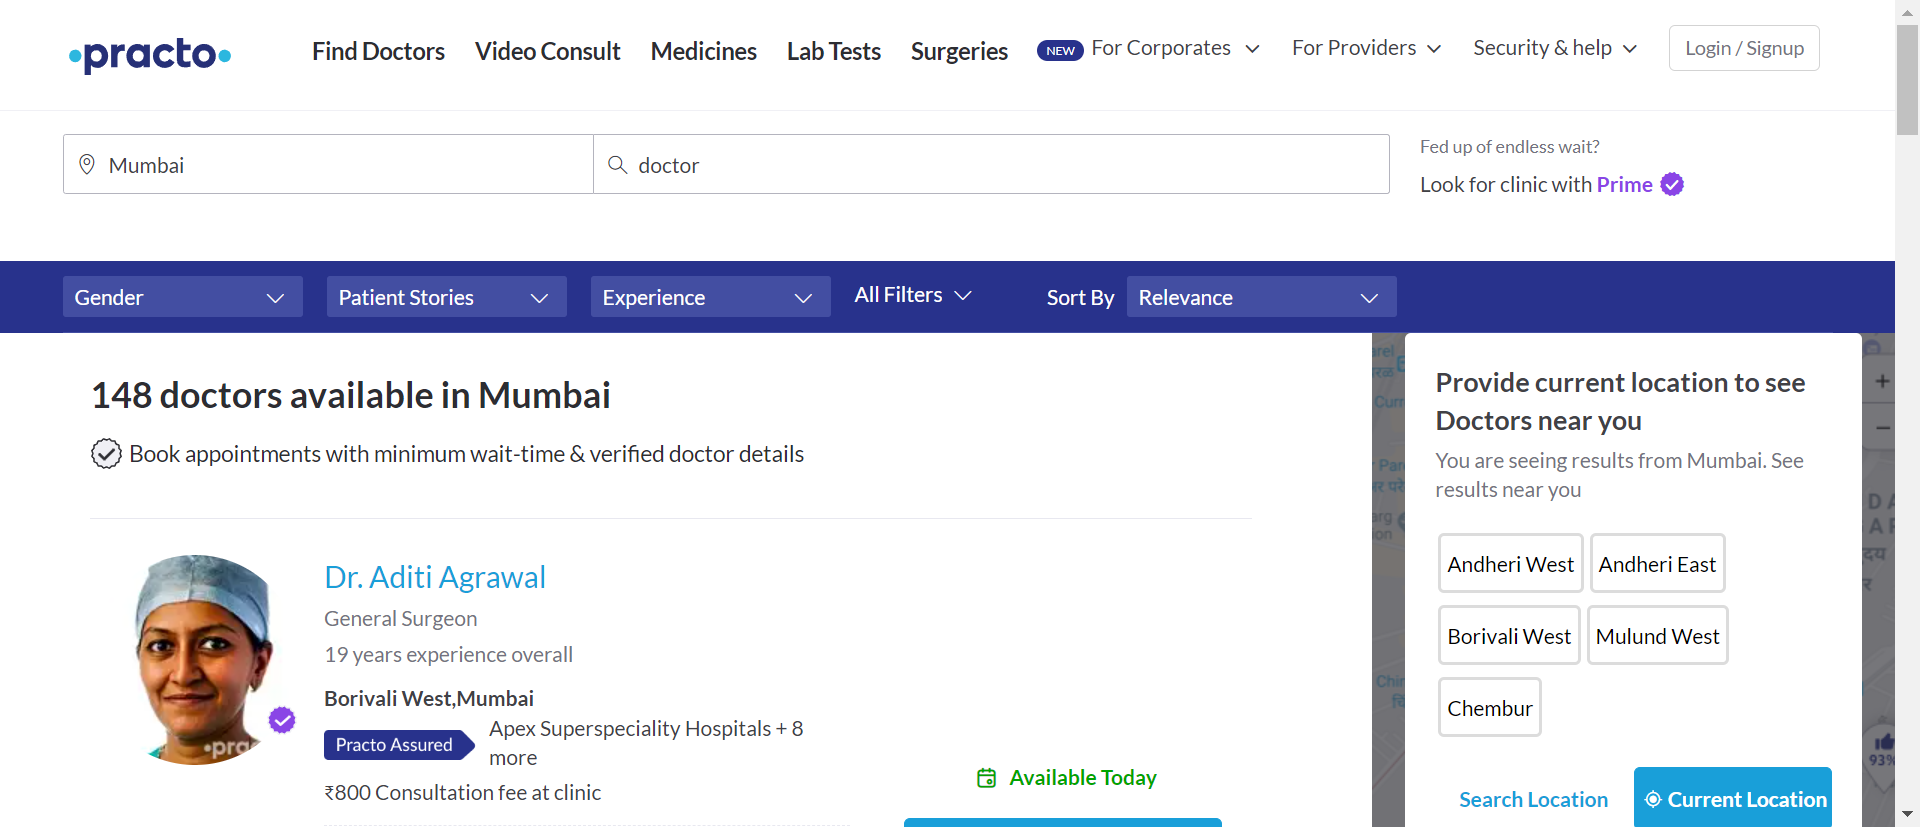 practo
Find Doctors
Video Consult
Medicines
Lab Tests
Surgeries
NEW
For Corporates
For Providers
Security & help
Login / Signup
Mumbai
doctor
Fed up of endless wait?
Look for clinic with Prime
Gender
Patient Stories
Experience
All Filters
Sort By
Relevance
148 doctors available in Mumbai
Book appointments with minimum wait-time & verified doctor details
Dr. Aditi Agrawal
General Surgeon
19 years experience overall
Borivali West,Mumbai
Practo Assured
Apex Superspeciality Hospitals + 8
more
₹800 Consultation fee at clinic
Available Today
Provide current location to see
Doctors near you
You are seeing results from Mumbai. See
results near you
Andheri West
Andheri East
Borivali West
Mulund West
Chembur
Search Location
Current Location
+
−
93%